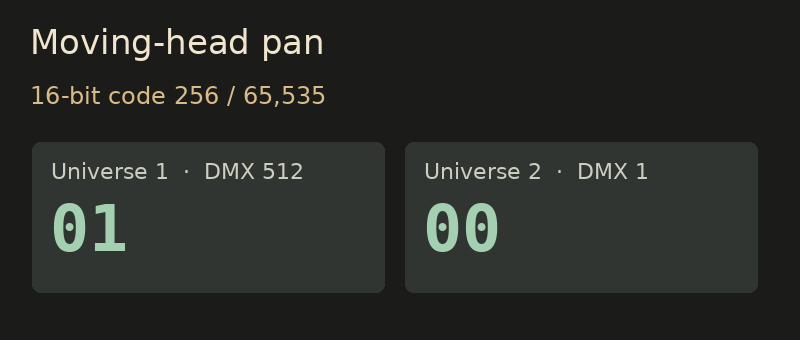 Moving-head pan
16-bit code 256 / 65,535
Universe 1 · DMX 512
01
Universe 2 · DMX 1
00